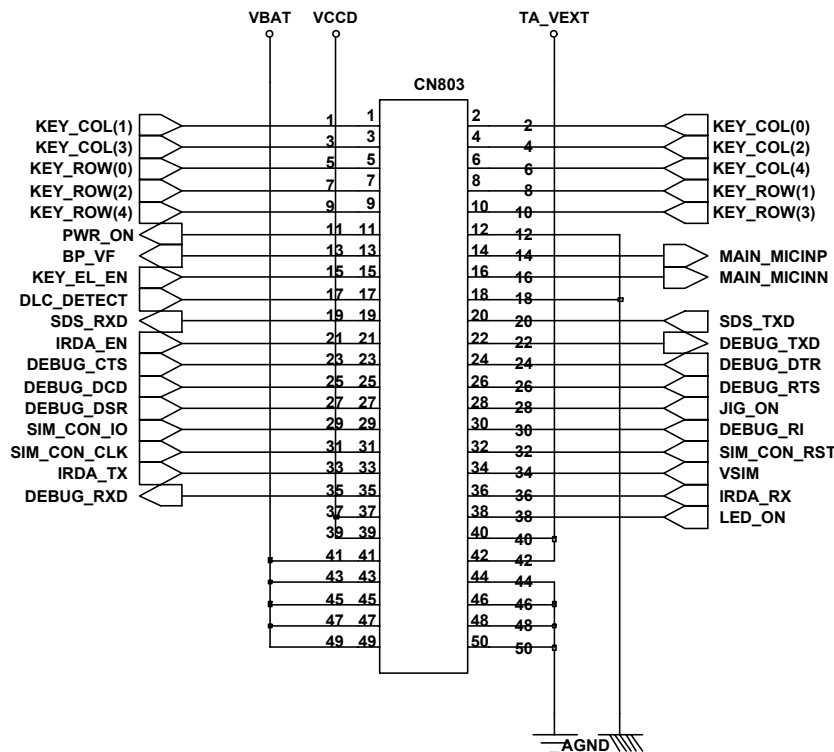 VBAT VCCD TA_VEXT
CN803
KEY_COL(1) 1 1 2 2 KEY_COL(0)
KEY_COL(3) 3 3 4 4 KEY_COL(2)
KEY_ROW(0) 5 5 6 6 KEY_COL(4)
KEY_ROW(2) 7 7 8 8 KEY_ROW(1)
KEY_ROW(4) 9 9 10 10 KEY_ROW(3)
PWR_ON 11 11 12 12
BP_VF 13 13 14 14 MAIN_MICINP
KEY_EL_EN 15 15 16 16 MAIN_MICINN
DLC_DETECT 17 17 18 18
SDS_RXD 19 19 20 20 SDS_TXD
IRDA_EN 21 21 22 22 DEBUG_TXD
DEBUG_CTS 23 23 24 24 DEBUG_DTR
DEBUG_DCD 25 25 26 26 DEBUG_RTS
DEBUG_DSR 27 27 28 28 JIG_ON
SIM_CON_IO 29 29 30 30 DEBUG_RI
SIM_CON_CLK 31 31 32 32 SIM_CON_RST
IRDA_TX 33 33 34 34 VSIM
DEBUG_RXD 35 35 36 36 IRDA_RX
37 37 38 38 LED_ON
39 39 40 40
41 41 42 42
43 43 44 44
45 45 46 46
47 47 48 48
49 49 50 50
AGND